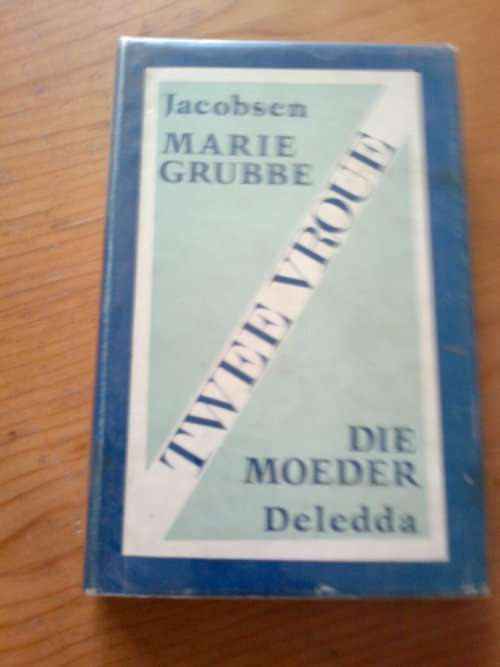 Jacobsen
MARIE
GRUBBE
TWEE VROUE
DIE
MOEDER
Deledda